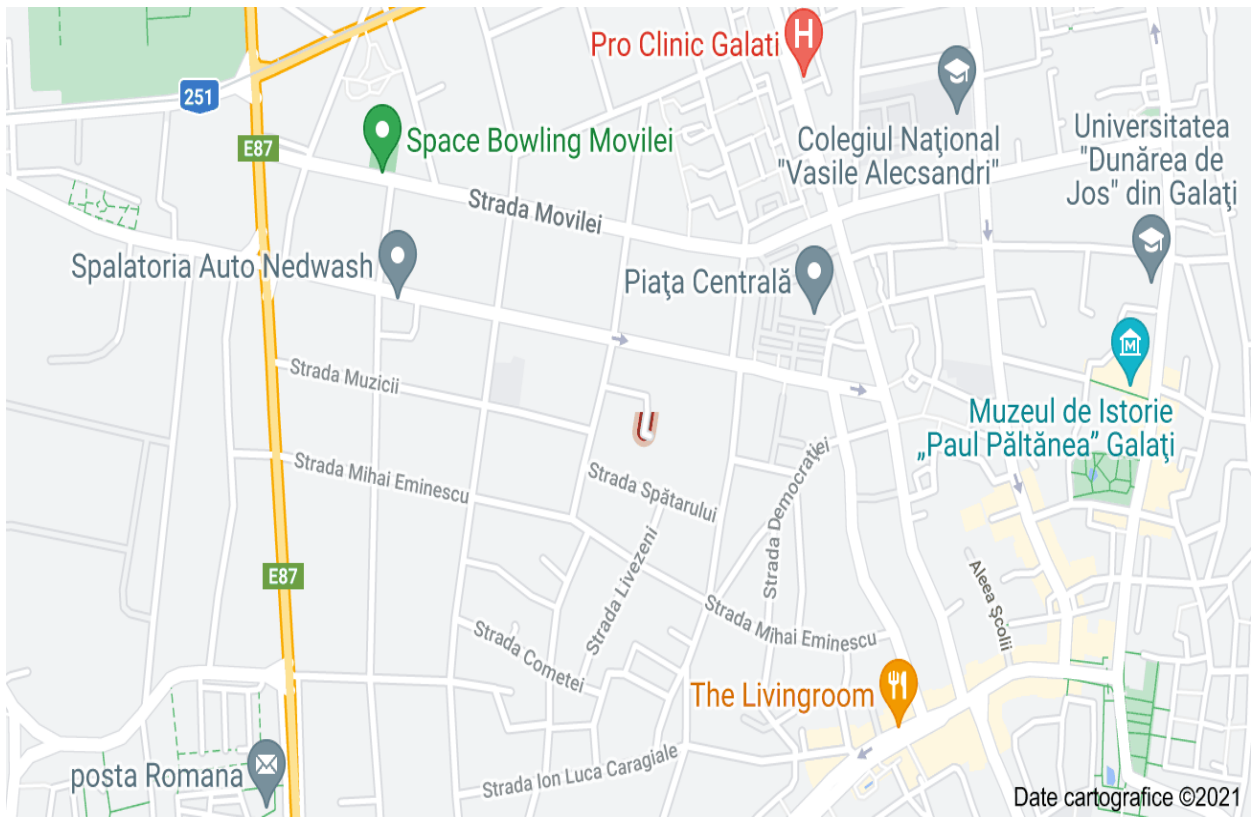 Pro Clinic Galati
H
251
E87
Space Bowling Movilei
Colegiul Naţional
"Vasile Alecsandri"
Universitatea
"Dunărea de
Jos" din Galaţi
Strada Movilei
Spalatoria Auto Nedwash
Piaţa Centrală
M
Strada Muzicii
Muzeul de Istorie
„Paul Păltănea” Galaţi
Strada Mihai Eminescu
Strada Spătarului
Strada Democraţiei
E87
Strada Livezeni
Aleea Şcolii
Strada Mihai Eminescu
Strada Cometei
The Livingroom
posta Romana
Strada Ion Luca Caragiale
Date cartografice ©2021